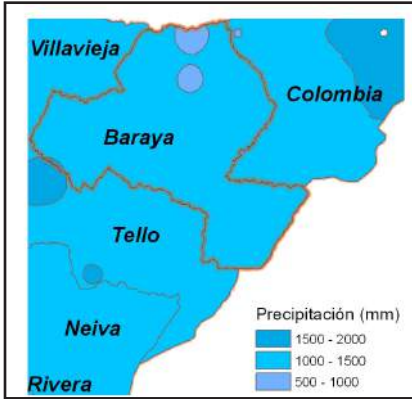 Villavieja
Colombia
Baraya
Tello
Neiva
Rivera
Precipitación (mm)
1500 - 2000
1000 - 1500
500 - 1000